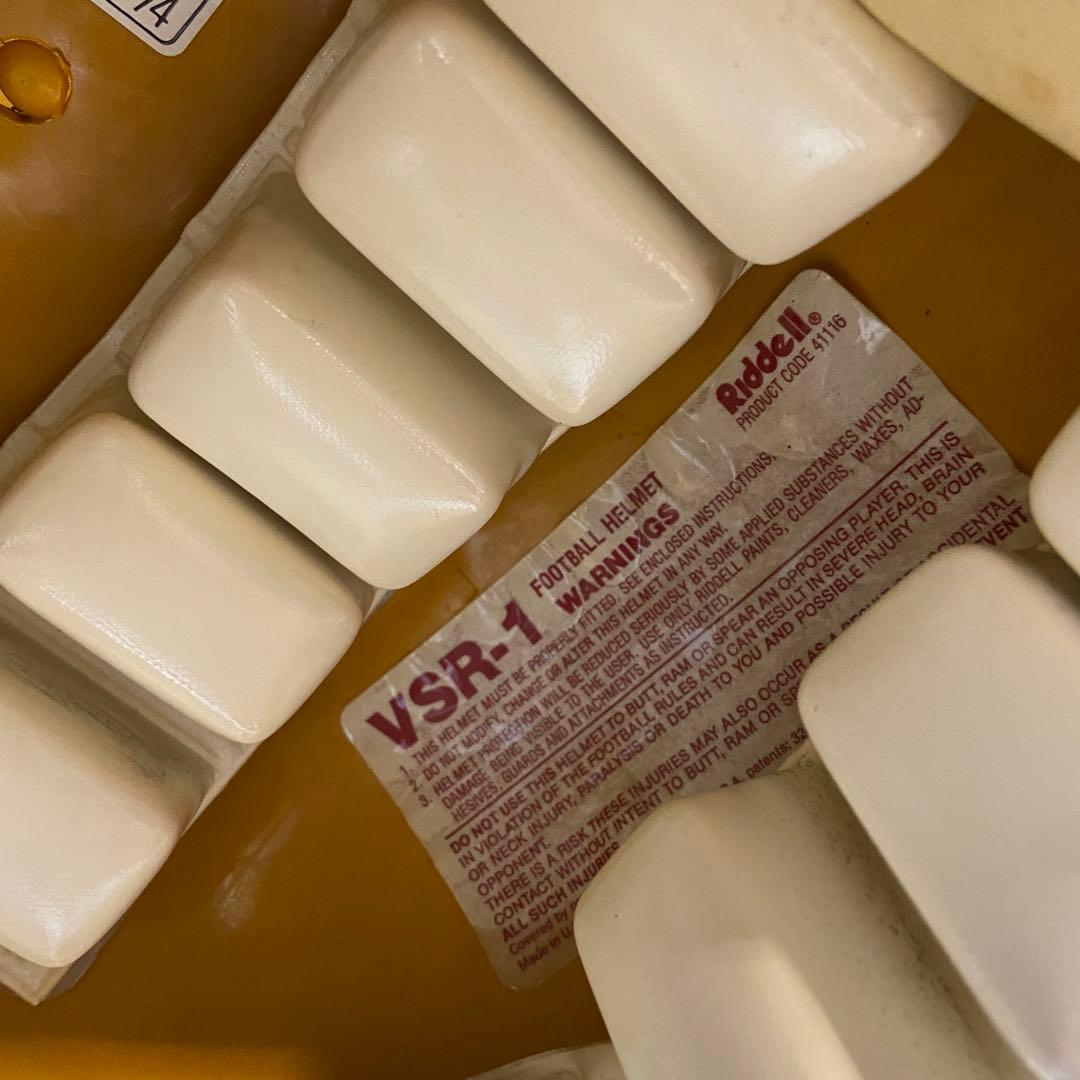 74
Riddell®
PRODUCT CODE 41116
VSR-1 FOOTBALL HELMET
WARNINGS
1. THIS HELMET MUST BE PROPERLY FITTED. SEE ENCLOSED INSTRUCTIONS.
2. DO NOT MODIFY, CHANGE OR ALTER THIS HELMET IN ANY WAY.
3. HELMET PROTECTION WILL BE REDUCED SERIOUSLY BY SOME APPLIED SUBSTANCES WITHOUT
DAMAGE BEING VISIBLE TO THE USER. USE ONLY RIDDELL PAINTS, CLEANERS, WAXES, AD-
HESIVES, GUARDS AND ATTACHMENTS AS INSTRUCTED.
DO NOT USE THIS HELMET TO BUTT, RAM OR SPEAR AN OPPOSING PLAYER. THIS IS
IN VIOLATION OF THE FOOTBALL RULES AND CAN RESULT IN SEVERE HEAD, BRAIN
OR NECK INJURY, PARALYSIS OR DEATH TO YOU AND POSSIBLE INJURY TO YOUR
OPPONENT.
THERE IS A RISK THESE INJURIES MAY ALSO OCCUR AS A
CONTACT WITHOUT INTENT TO BUTT, RAM OR
ALL SUCH INJURIES
Covered by patents:
Made in